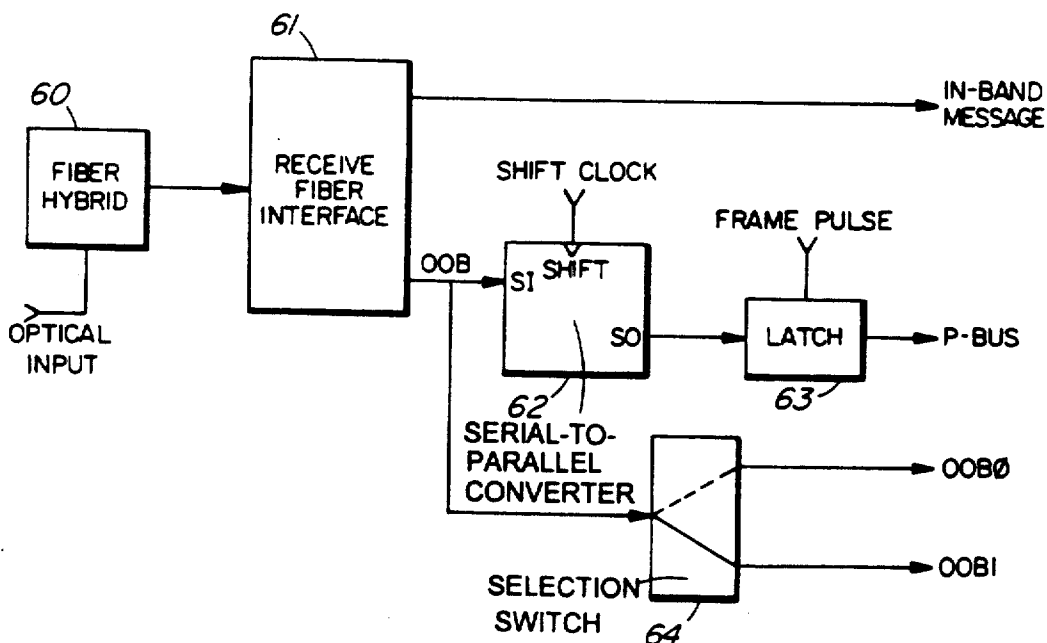 61
60
IN-BAND
MESSAGE
FIBER
HYBRID
RECEIVE
FIBER
INTERFACE
SHIFT CLOCK
FRAME PULSE
OOB
SI
SHIFT
OPTICAL
INPUT
SO
LATCH
P-BUS
62
63
SERIAL-TO-
PARALLEL
CONVERTER
OOBØ
OOB1
SELECTION
SWITCH
64